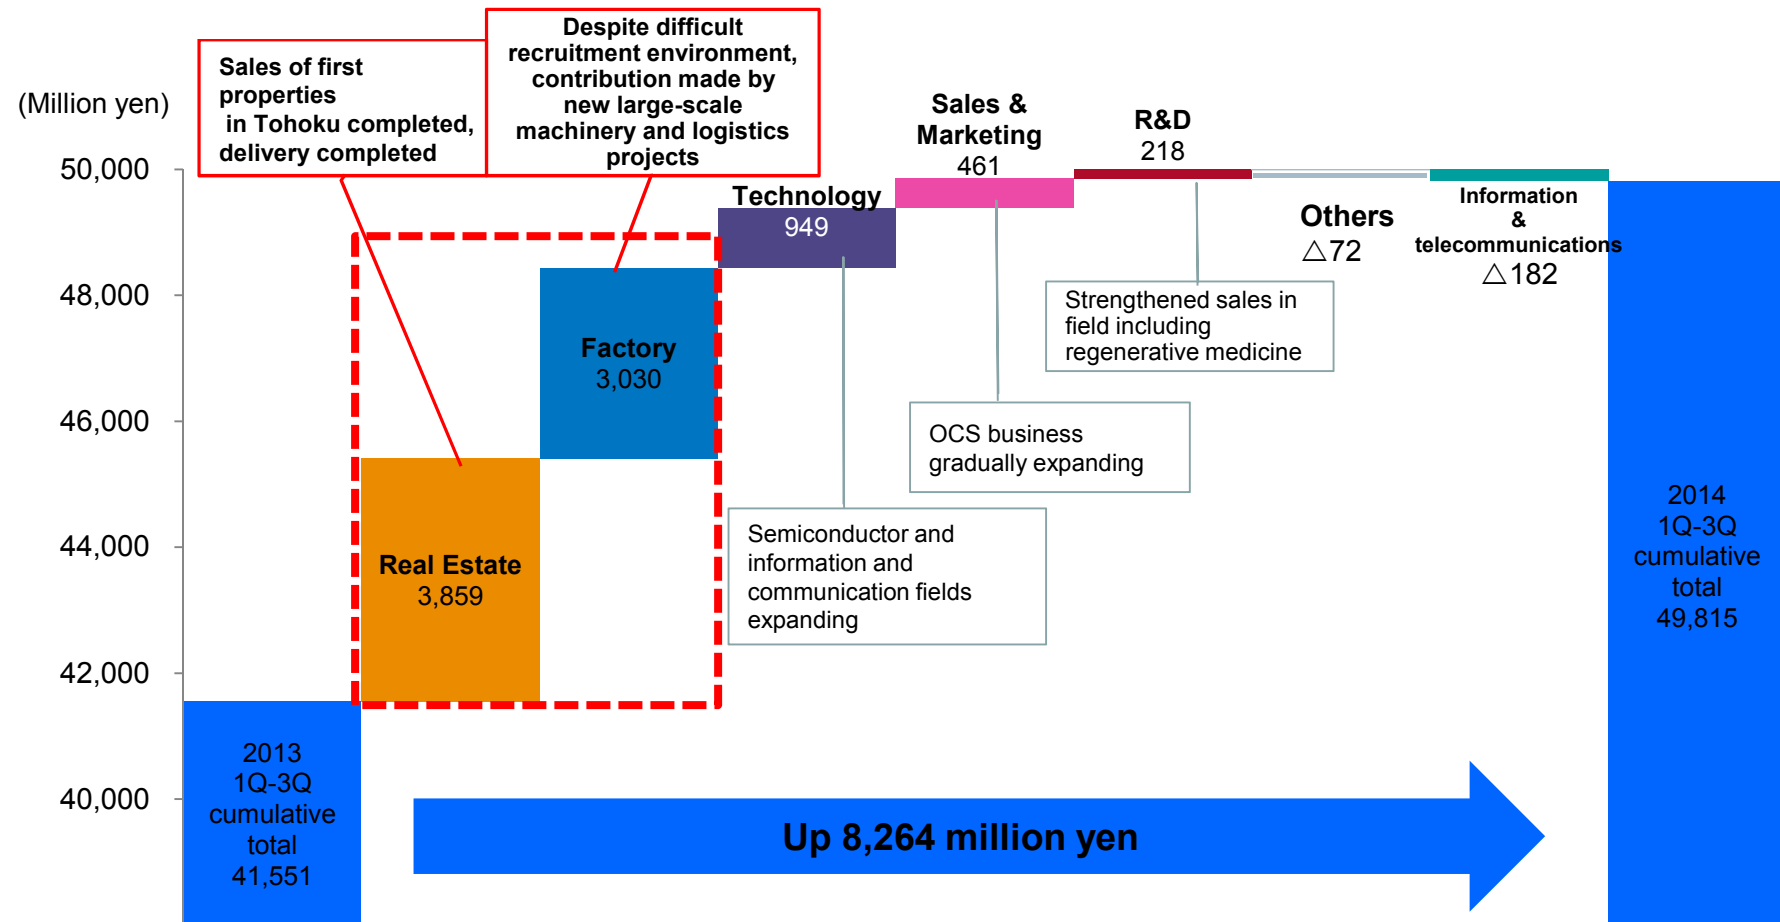 (Million yen)
50,000
48,000
46,000
44,000
42,000
40,000
Sales of first
properties
in Tohoku completed,
delivery completed
Despite difficult
recruitment environment,
contribution made by
new large-scale
machinery and logistics
projects
2013
1Q-3Q
cumulative
total
41,551
Real Estate
3,859
Factory
3,030
Technology
949
Sales &
Marketing
461
R&D
218
Others
△72
Information
&
telecommunications
△182
Semiconductor and
information and
communication fields
expanding
OCS business
gradually expanding
Strengthened sales in
field including
regenerative medicine
2014
1Q-3Q
cumulative
total
49,815
Up 8,264 million yen